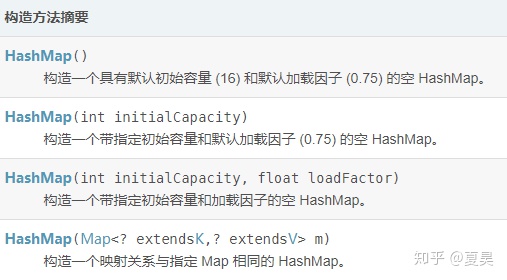 构造方法摘要
HashMap()
构造一个具有默认初始容量 (16) 和默认加载因子 (0.75) 的空 HashMap。
HashMap(int initialCapacity)
构造一个带指定初始容量和默认加载因子 (0.75) 的空 HashMap。
HashMap(int initialCapacity, float loadFactor)
构造一个带指定初始容量和加载因子的空 HashMap。
HashMap(Map<? extendsK,? extendsV> m)
构造一个映射关系与指定 Map 相同的 HashMap。
知乎 @夏昊